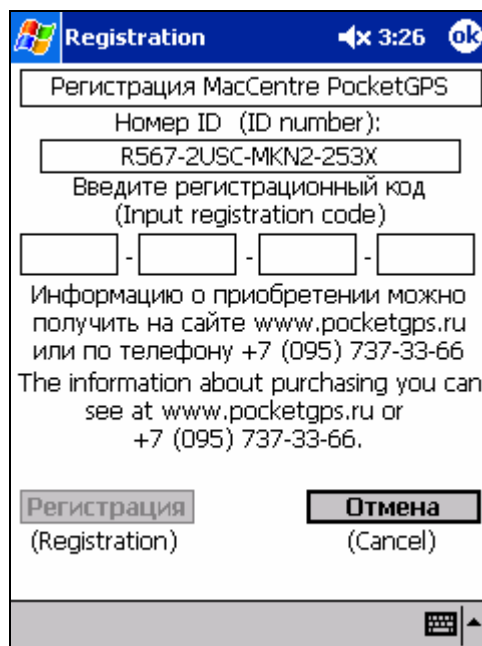 Registration 3:26 ok
Регистрация MacCentre PocketGPS
Номер ID (ID number):
R567-2USC-MKN2-253X
Введите регистрационный код
(Input registration code)
- - -
Информацию о приобретении можно
получить на сайте www.pocketgps.ru
или по телефону +7 (095) 737-33-66
The information about purchasing you can
see at www.pocketgps.ru or
+7 (095) 737-33-66.
Регистрация Отмена
(Registration) (Cancel)